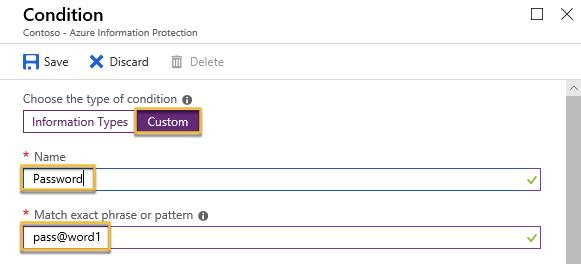 Condition
Contoso - Azure Information Protection
Save Discard Delete
Choose the type of condition
Information Types Custom
* Name
Password
* Match exact phrase or pattern
pass@word1